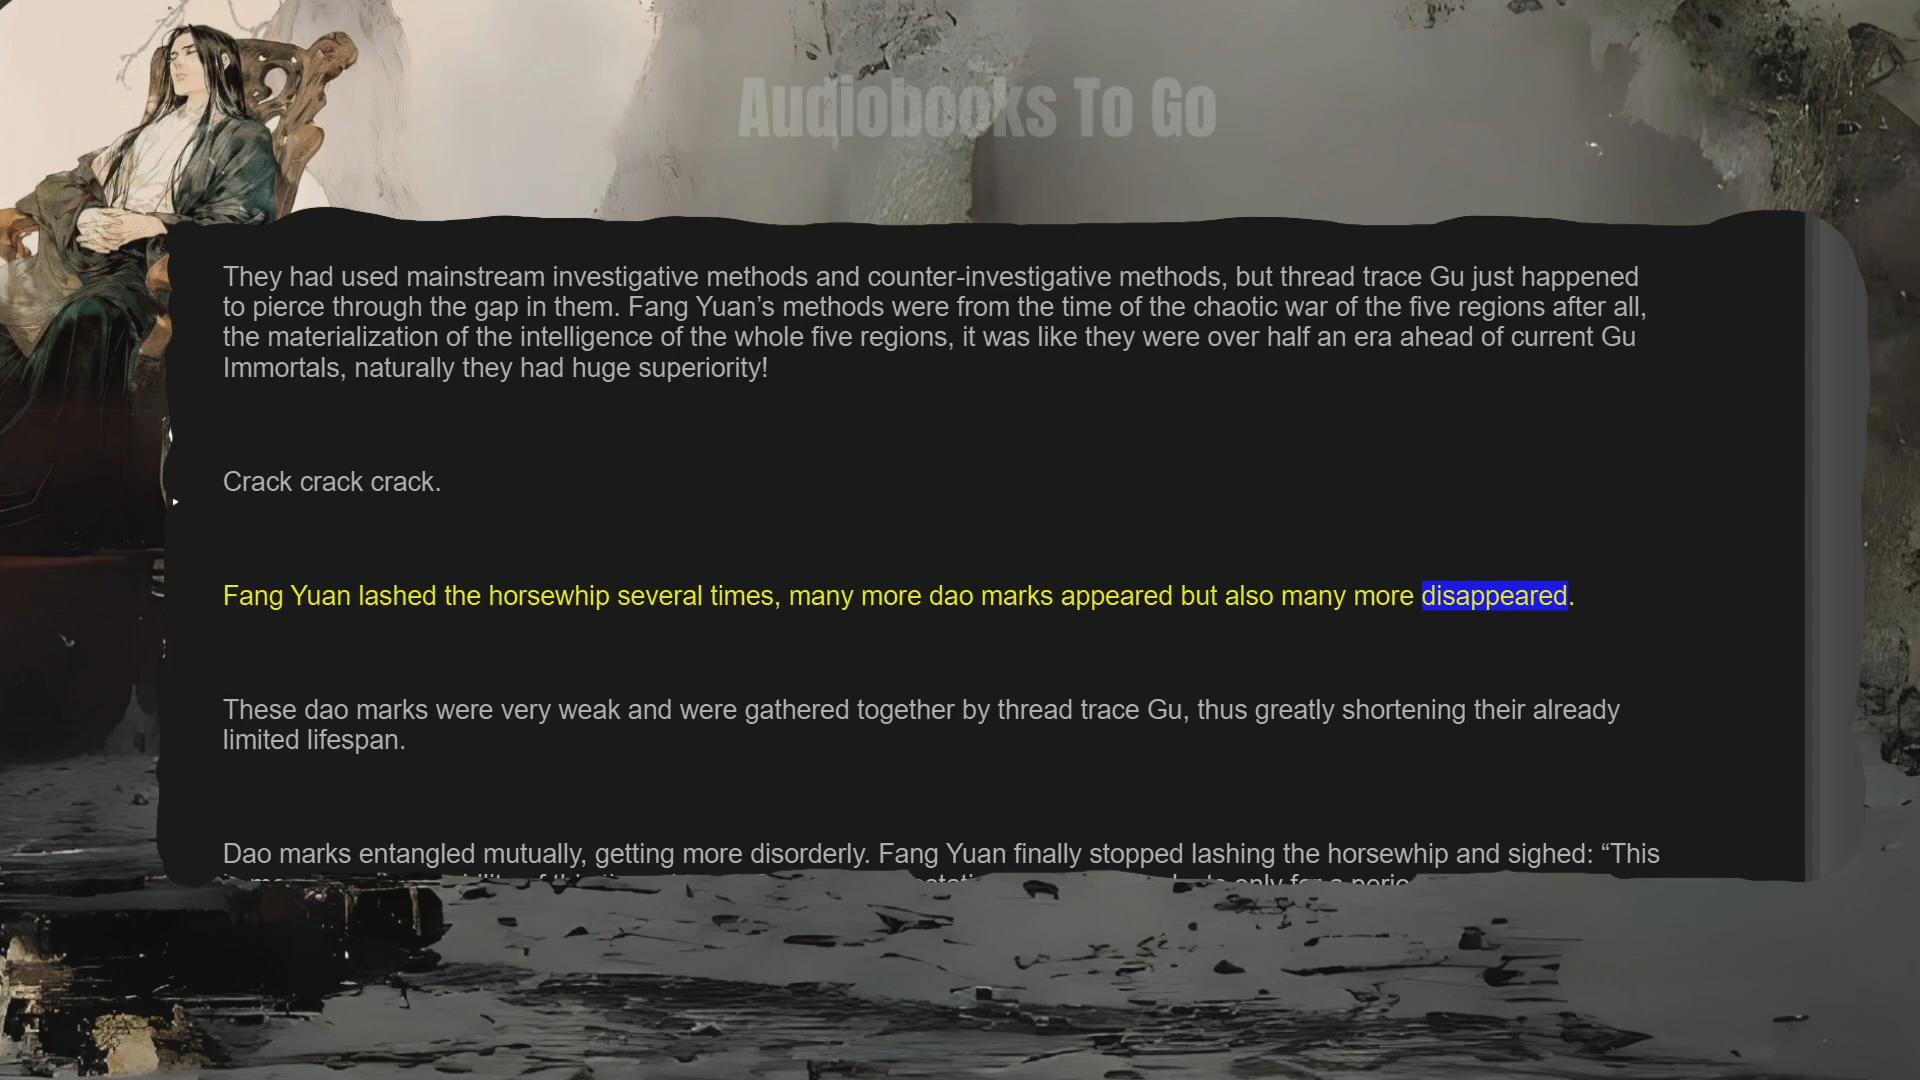 Audiobooks To Go
They had used mainstream investigative methods and counter-investigative methods, but thread trace Gu just happened
to pierce through the gap in them. Fang Yuan’s methods were from the time of the chaotic war of the five regions after all,
the materialization of the intelligence of the whole five regions, it was like they were over half an era ahead of current Gu
Immortals, naturally they had huge superiority!
Crack crack crack.
Fang Yuan lashed the horsewhip several times, many more dao marks appeared but also many more disappeared.
These dao marks were very weak and were gathered together by thread trace Gu, thus greatly shortening their already
limited lifespan.
Dao marks entangled mutually, getting more disorderly. Fang Yuan finally stopped lashing the horsewhip and sighed: “This
only for a